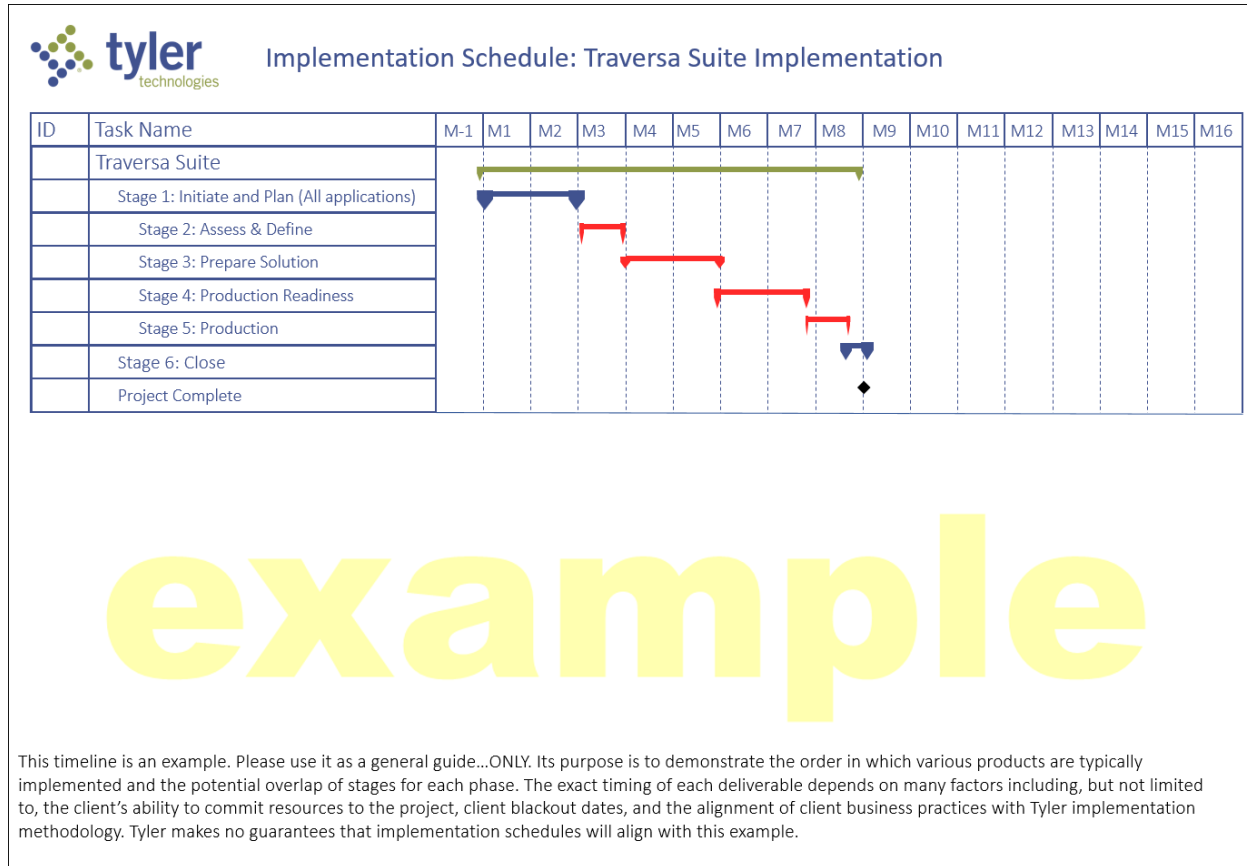 tyler
technologies
Implementation Schedule: Traversa Suite Implementation
ID Task Name M-1 M1 M2 M3 M4 M5 M6 M7 M8 M9 M10 M11 M12 M13 M14 M15 M16
Traversa Suite
Stage 1: Initiate and Plan (All applications)
Stage 2: Assess & Define
Stage 3: Prepare Solution
Stage 4: Production Readiness
Stage 5: Production
Stage 6: Close
Project Complete
example
This timeline is an example. Please use it as a general guide...ONLY. Its purpose is to demonstrate the order in which various products are typically
implemented and the potential overlap of stages for each phase. The exact timing of each deliverable depends on many factors including, but not limited
to, the client’s ability to commit resources to the project, client blackout dates, and the alignment of client business practices with Tyler implementation
methodology. Tyler makes no guarantees that implementation schedules will align with this example.